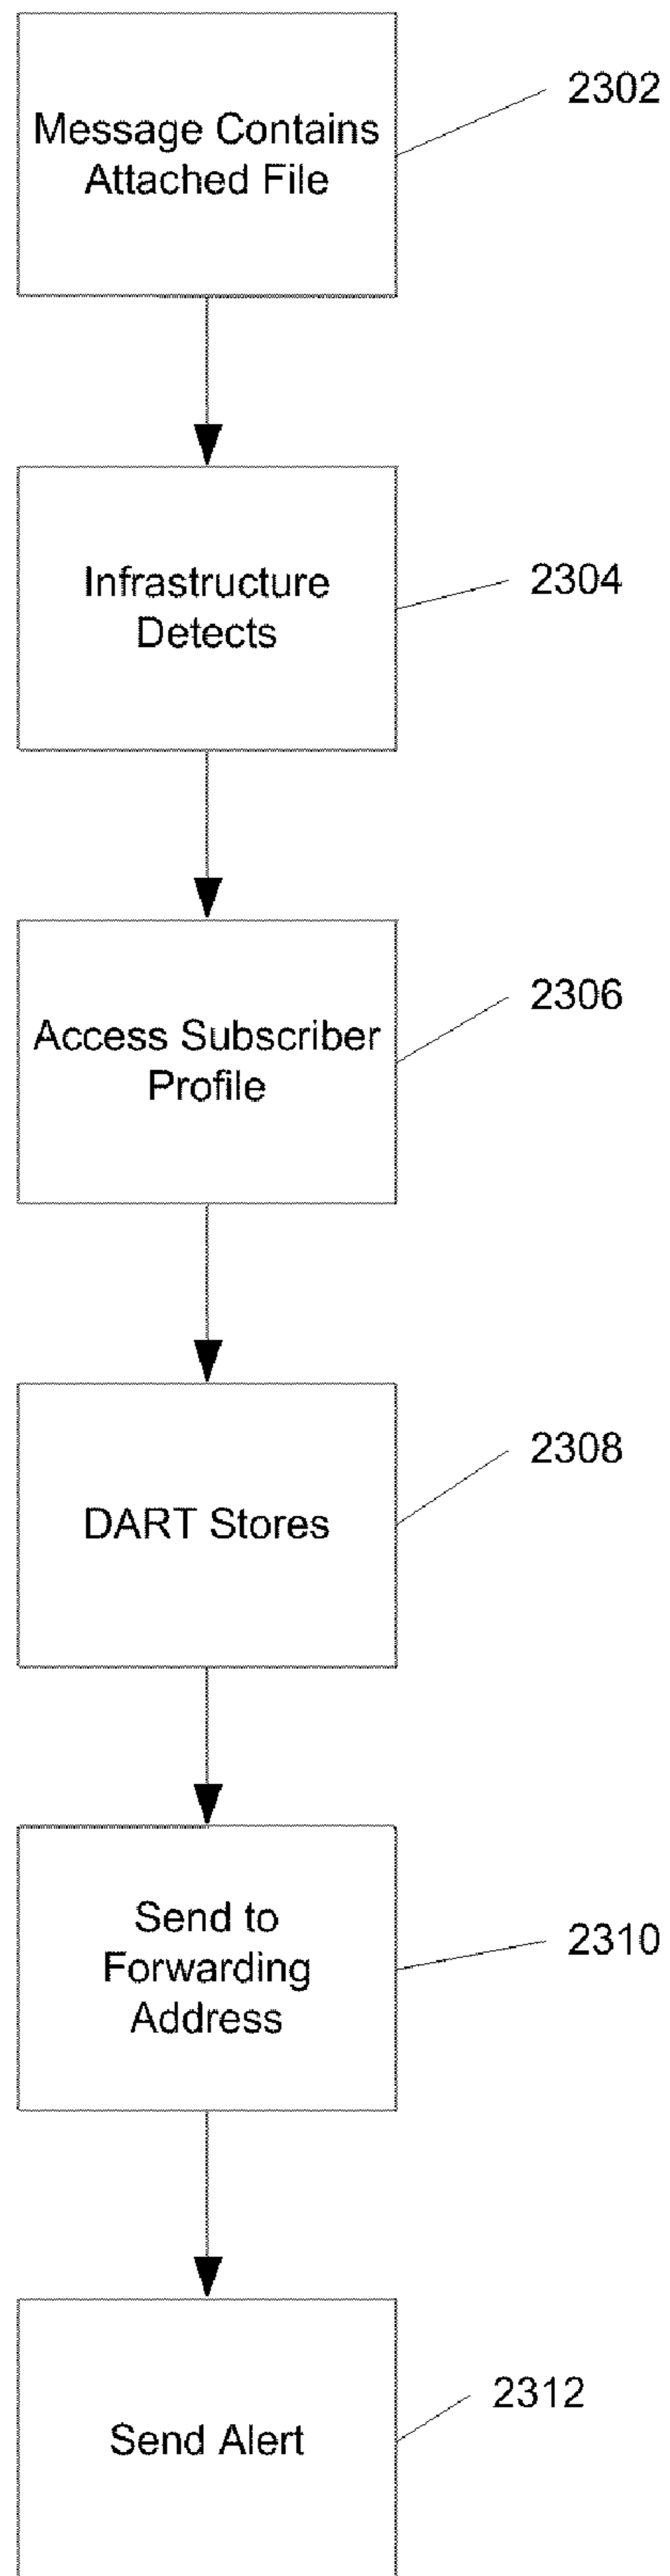 Message Contains
Attached File
2302
Infrastructure
Detects
2304
Access Subscriber
Profile
2306
DART Stores
2308
Send to
Forwarding
Address
2310
Send Alert
2312